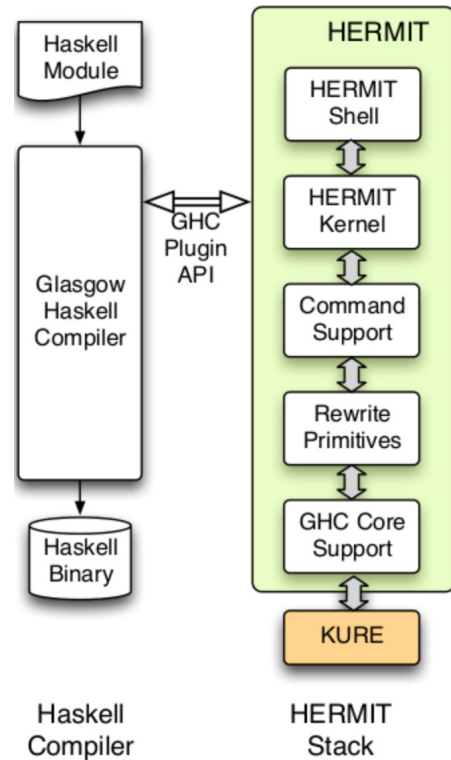 Haskell
Module
Glasgow
Haskell
Compiler
Haskell
Binary
GHC
Plugin
API
HERMIT
HERMIT
Shell
HERMIT
Kernel
Command
Support
Rewrite
Primitives
GHC Core
Support
KURE
Haskell
Compiler
HERMIT
Stack